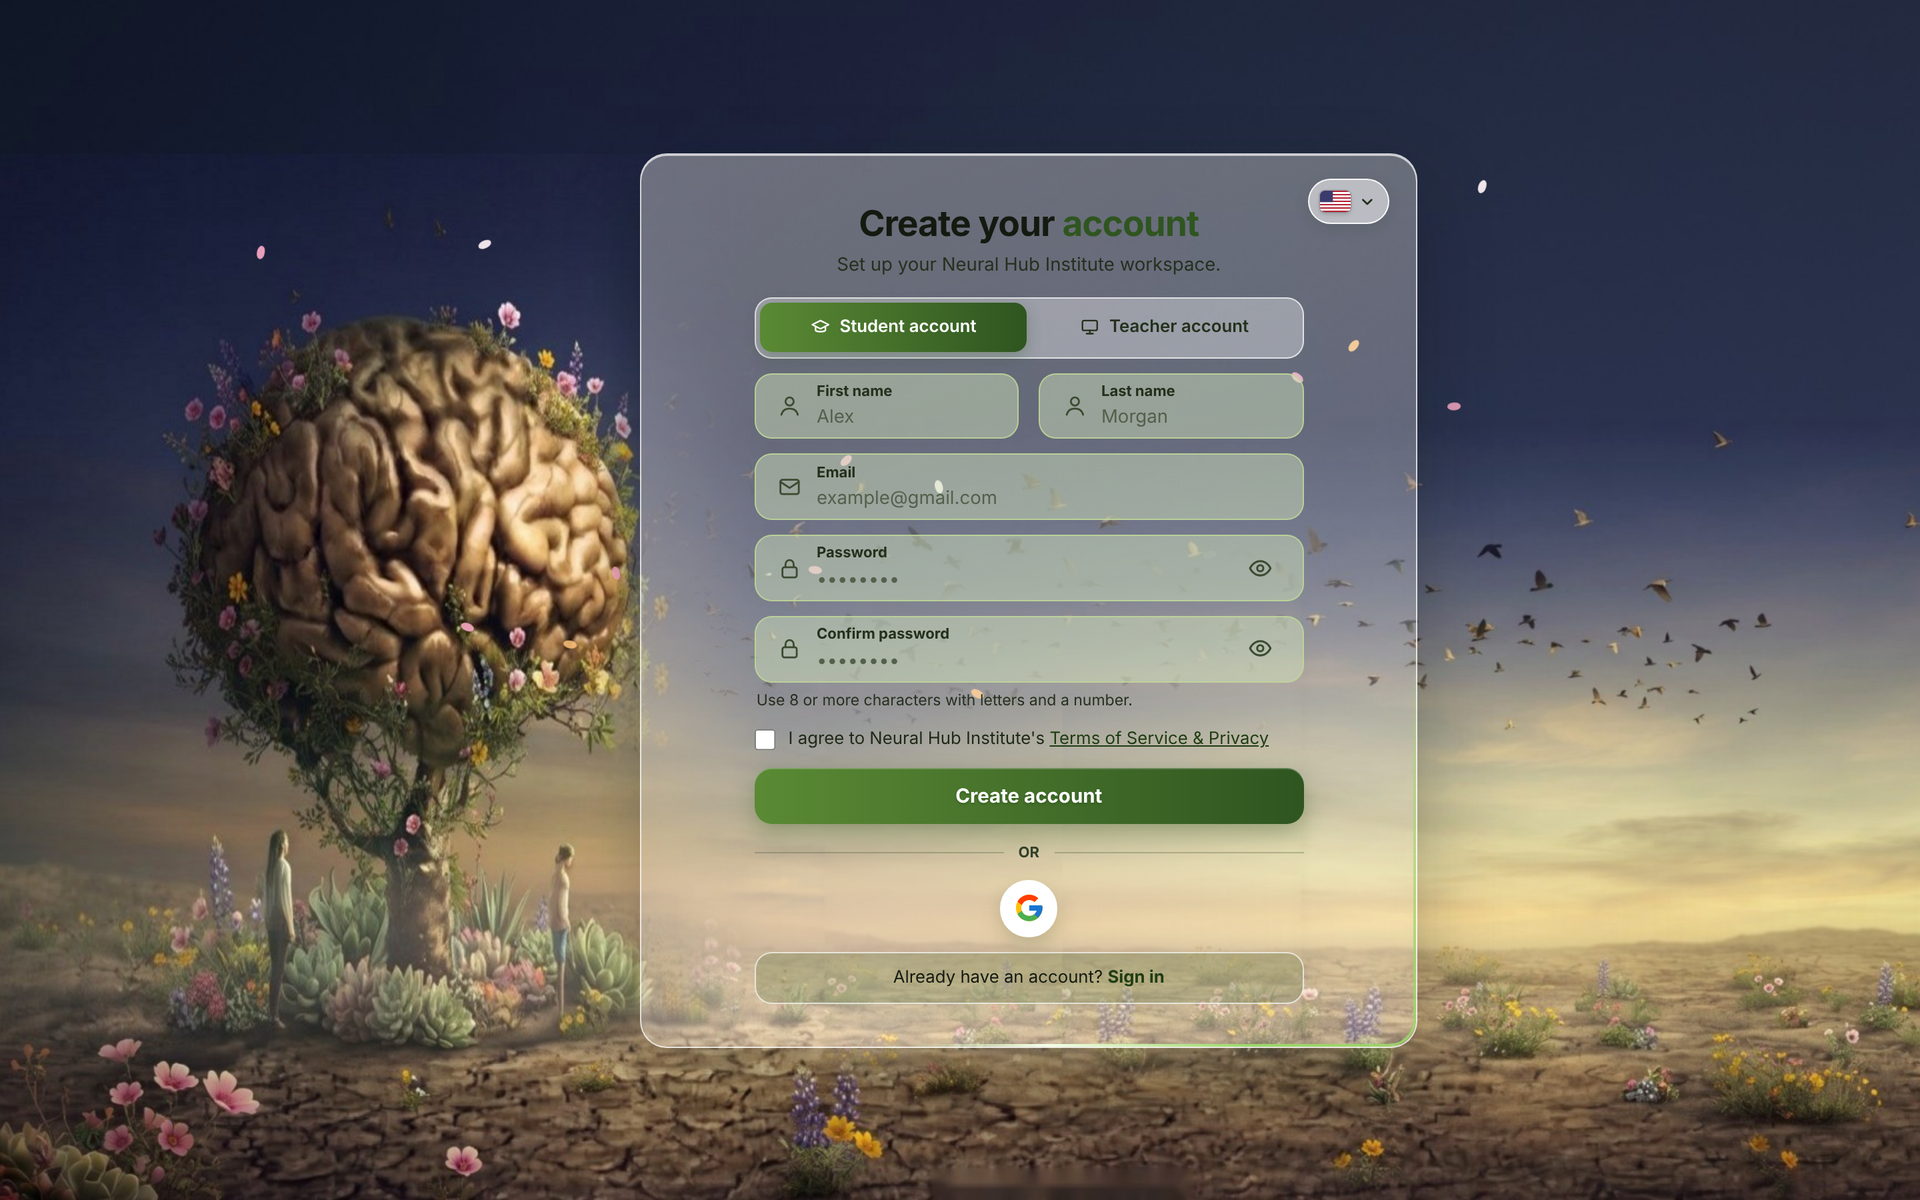 Create your account
Set up your Neural Hub Institute workspace.
Student account
Teacher account
First name
Alex
Last name
Morgan
Email
example@gmail.com
Password
••••••••
Confirm password
••••••••
Use 8 or more characters with letters and a number.
I agree to Neural Hub Institute's Terms of Service & Privacy
Create account
OR
Already have an account? Sign in